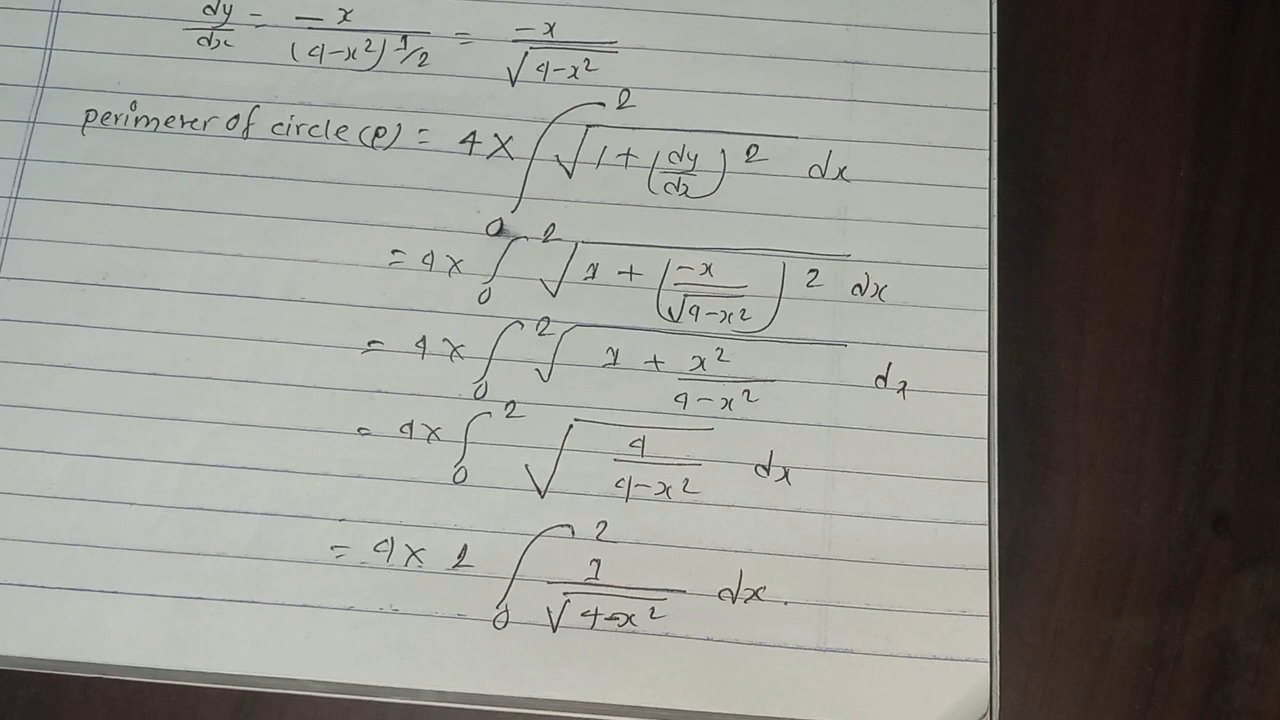 dy/dx = -x/(4-x²)^1/2 = -x/√(4-x²)
perimerer of circle(p) = 4 × ∫₀² √(1 + (dy/dx)²) dx
= 4 × ∫₀² √(1 + (-x/√(4-x²))²) dx
= 4 × ∫₀² √(1 + x²/(4-x²)) dx
= 4 × ∫₀² √(4/(4-x²)) dx
= 4 × 2 ∫₀² 1/√(4-x²) dx.